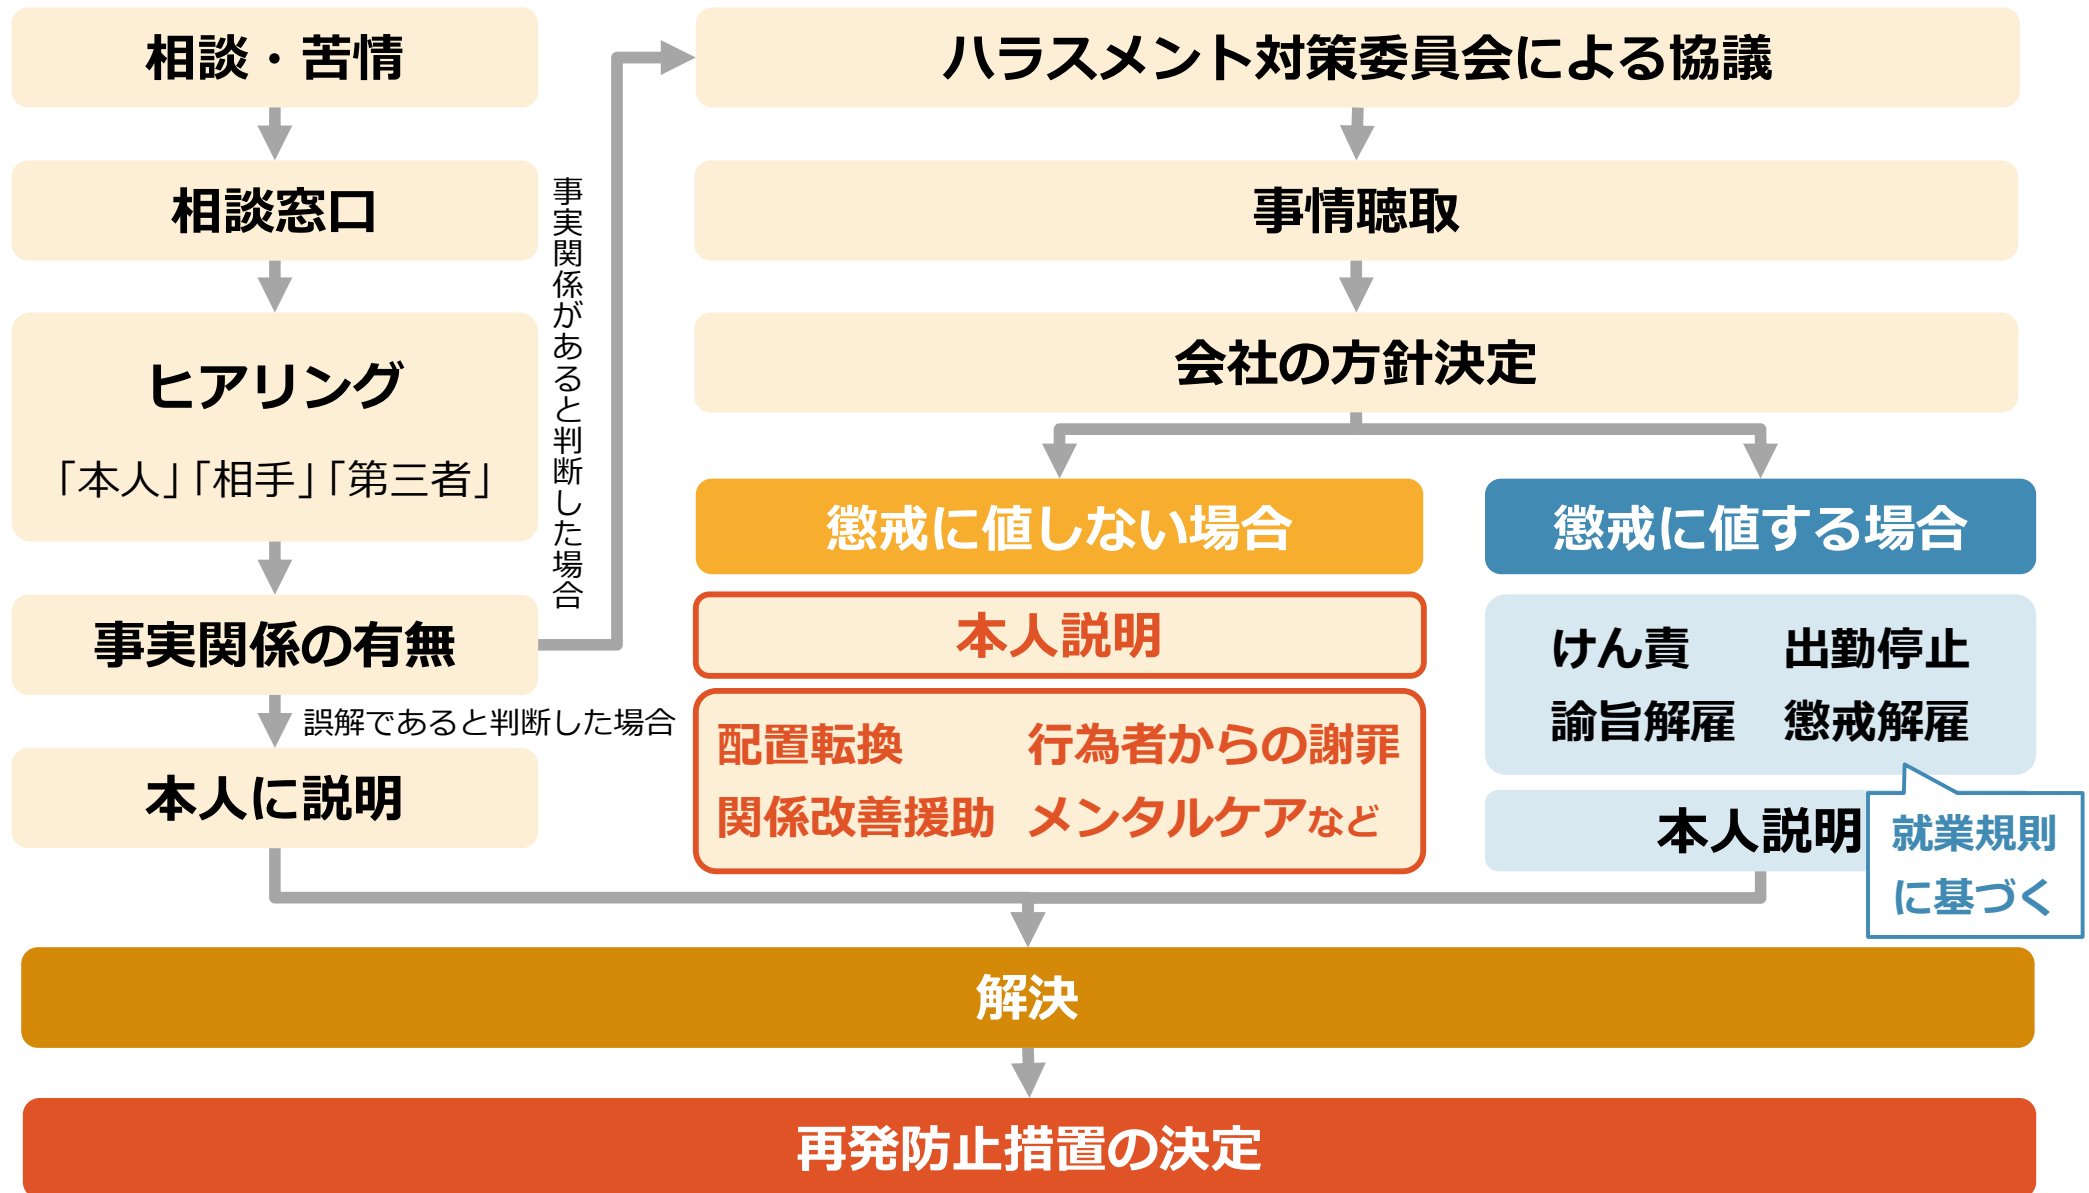 相談・苦情
相談窓口
ヒアリング
「本人」「相手」「第三者」
事実関係の有無
誤解であると判断した場合
本人に説明
事実関係があると判断した場合
ハラスメント対策委員会による協議
事情聴取
会社の方針決定
懲戒に値しない場合
本人説明
配置転換 行為者からの謝罪
関係改善援助 メンタルケアなど
懲戒に値する場合
けん責 出勤停止
諭旨解雇 懲戒解雇
本人説明
就業規則
に基づく
解決
再発防止措置の決定